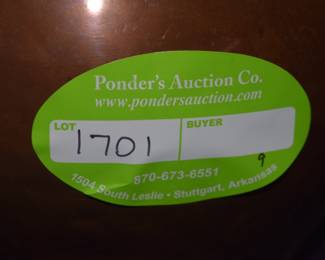 Ponder's Auction Co.
www.pondersauction.com
LOT BUYER
1701
9
870-673-6551
1504 South Leslie • Stuttgart, Arkansas